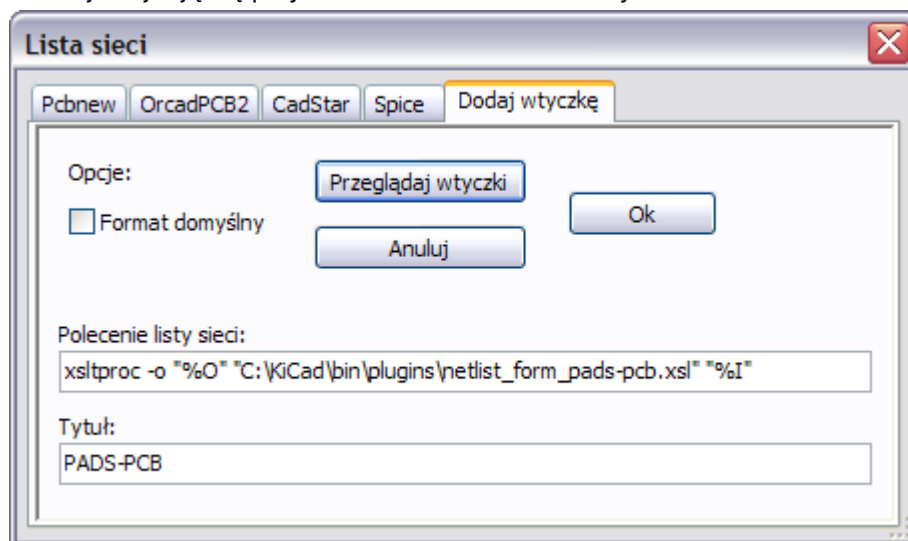 Lista sieci
Pcbnew OrcadPCB2 CadStar Spice Dodaj wtyczkę
Opcje:
Przeglądaj wtyczki
Format domyślny
Ok
Anuluj
Polecenie listy sieci:
xsltproc -o "%O" "C:\KiCad\bin\plugins\netlist_form_pads-pcb.xsl" "%I"
Tytuł:
PADS-PCB